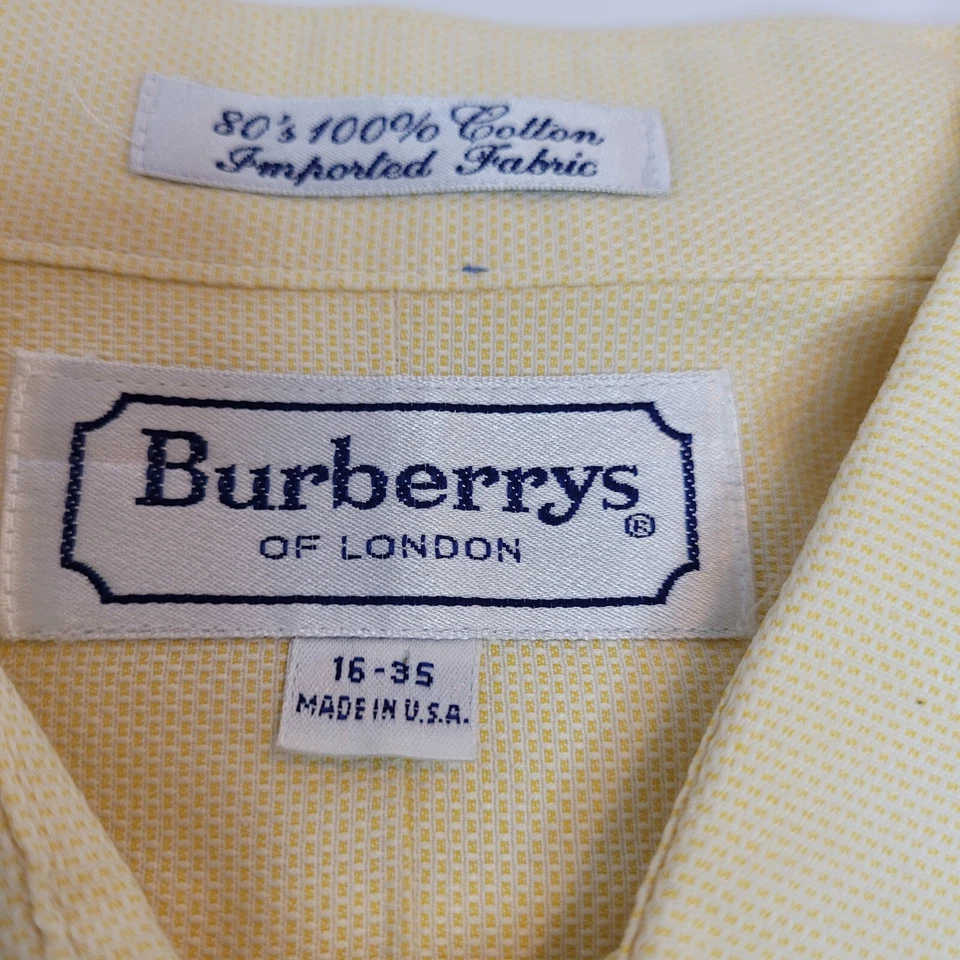 80's 100% Cotton
Imported Fabric
Burberrys®
OF LONDON
16-35
MADE IN U.S.A.